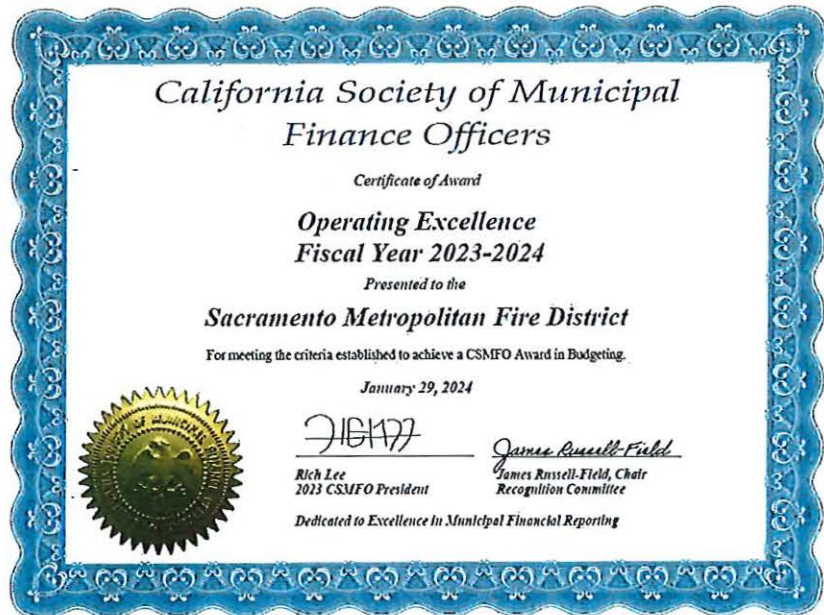 California Society of Municipal
Finance Officers
Certificate of Award
Operating Excellence
Fiscal Year 2023-2024
Presented to the
Sacramento Metropolitan Fire District
For meeting the criteria established to achieve a CSMFO Award in Budgeting.
January 29, 2024
James Russell-Field
Rich Lee
2023 CSMFO President
James Russell-Field, Chair
Recognition Committee
Dedicated to Excellence in Municipal Financial Reporting